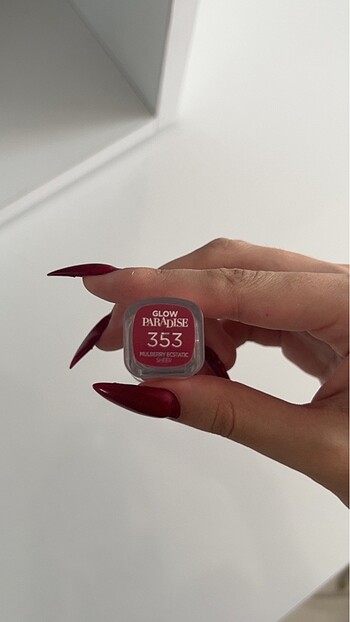 GLOW
PARADISE
353
MULBERRY ECSTATIC
SHEER